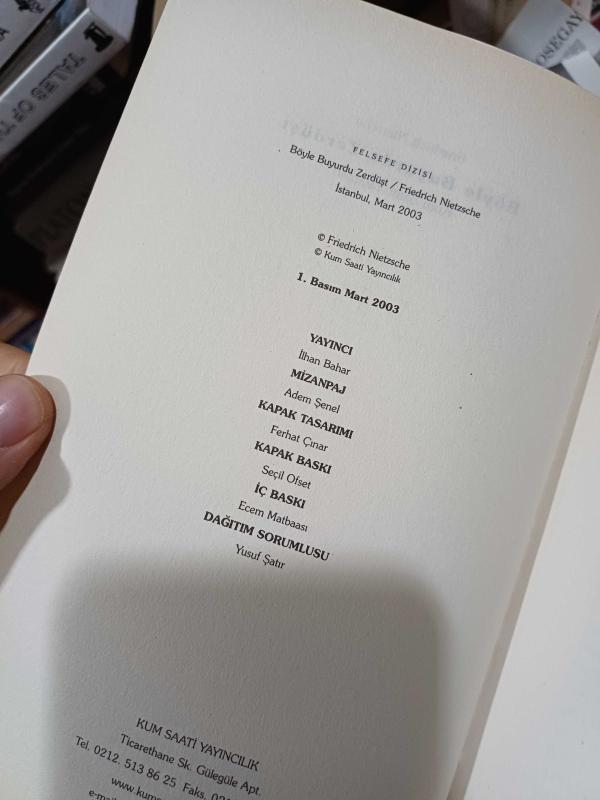 FELSEFE DİZİSİ
Böyle Buyurdu Zerdüşt / Friedrich Nietzsche
İstanbul, Mart 2003
© Friedrich Nietzsche
© Kum Saati Yayıncılık
1. Basım Mart 2003
YAYINCI
İlhan Bahar
MİZANPAJ
Adem Şenel
KAPAK TASARIMI
Ferhat Çınar
KAPAK BASKI
Seçil Ofset
İÇ BASKI
Ecem Matbaası
DAĞITIM SORUMLUSU
Yusuf Şatır
KUM SAATİ YAYINCILIK
Ticarethane Sk. Gülegüle Apt.
Tel. 0212. 513 86 25 Faks.